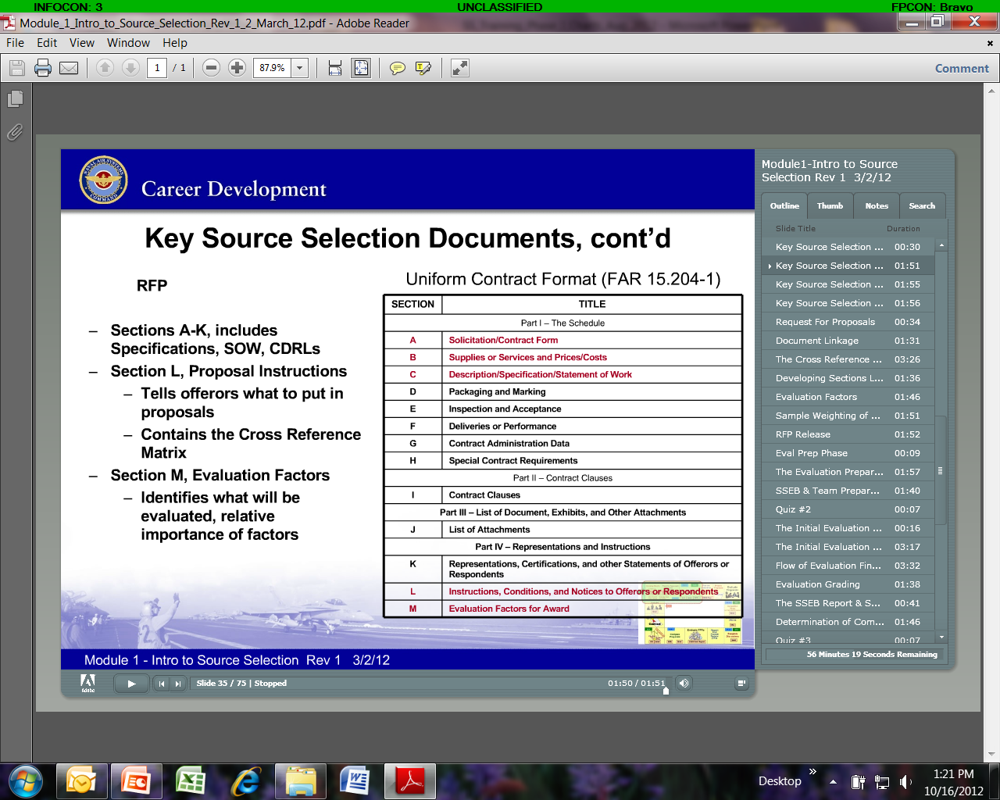 INFOCON: 3 UNCLASSIFIED FPCON: Bravo
Module_1_Intro_to_Source_Selection_Rev_1_2_March_12.pdf - Adobe Reader
File Edit View Window Help
1 / 1 87.9% Comment
NAVAL AIR SYSTEMS COMMAND
Career Development
Key Source Selection Documents, cont'd
RFP
– Sections A-K, includes
Specifications, SOW, CDRLs
– Section L, Proposal Instructions
– Tells offerors what to put in
proposals
– Contains the Cross Reference
Matrix
– Section M, Evaluation Factors
– Identifies what will be
evaluated, relative
importance of factors
Uniform Contract Format (FAR 15.204-1)
SECTION TITLE
Part I – The Schedule
A Solicitation/Contract Form
B Supplies or Services and Prices/Costs
C Description/Specification/Statement of Work
D Packaging and Marking
E Inspection and Acceptance
F Deliveries or Performance
G Contract Administration Data
H Special Contract Requirements
Part II – Contract Clauses
I Contract Clauses
Part III – List of Document, Exhibits, and Other Attachments
J List of Attachments
Part IV – Representations and Instructions
K Representations, Certifications, and other Statements of Offerors or
Respondents
L Instructions, Conditions, and Notices to Offerors or Respondents
M Evaluation Factors for Award
Module 1 - Intro to Source Selection Rev 1 3/2/12
Adobe
Slide 35 / 75 | Stopped 01:50 / 01:51
Module1-Intro to Source
Selection Rev 1 3/2/12
Outline Thumb Notes Search
Slide Title Duration
Key Source Selection ... 00:30
Key Source Selection ... 01:51
Key Source Selection ... 01:55
Key Source Selection ... 01:56
Request For Proposals 00:34
Document Linkage 01:31
The Cross Reference ... 03:26
Developing Sections L... 01:36
Evaluation Factors 01:46
Sample Weighting of ... 01:51
RFP Release 01:52
Eval Prep Phase 00:09
The Evaluation Prepar... 01:57
SSEB & Team Prepar... 01:40
Quiz #2 00:07
The Initial Evaluation ... 00:16
The Initial Evaluation ... 03:17
Flow of Evaluation Fin... 03:32
Evaluation Grading 01:38
The SSEB Report & S... 00:41
Determination of Com... 01:46
Quiz #3 00:07
56 Minutes 19 Seconds Remaining
Desktop
1:21 PM
10/16/2012